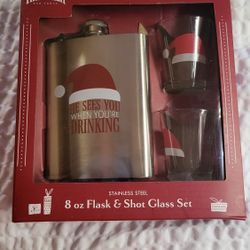 HE SEES YOU
WHEN YOU'RE
DRINKING
STAINLESS STEEL
8 oz Flask & Shot Glass Set